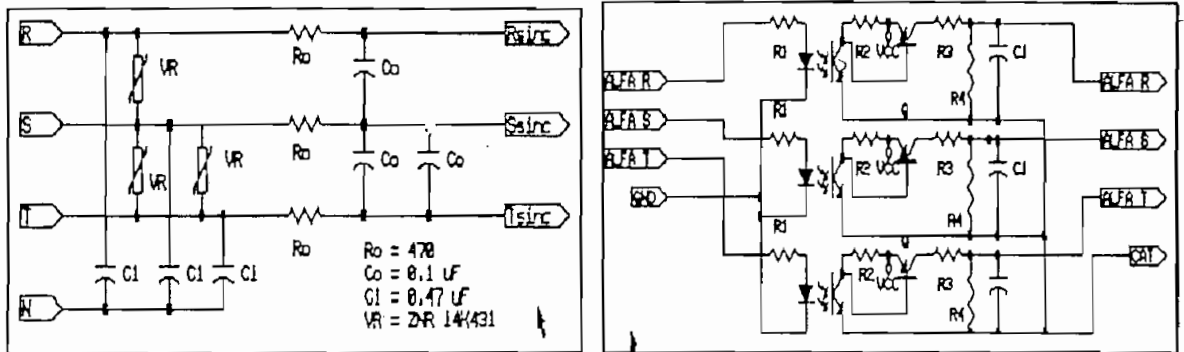 R
Ro
Rsinc
VR
Co
S
Ssinc
Ro
VR
VR
Co
Co
T
Tsinc
Ro
C1
C1
C1
N
Ro = 470
Co = 0.1 uF
C1 = 0.47 uF
VR = ZNR 14K431
R1
R2
VCC
R3
C1
ALFA R
R4
ALFA R
ALFA S
R1
Q
ALFA S
ALFA T
R2
VCC
R3
C1
GND
ALFA T
R1
R4
Q
CAT
R2
VCC
R3
R4